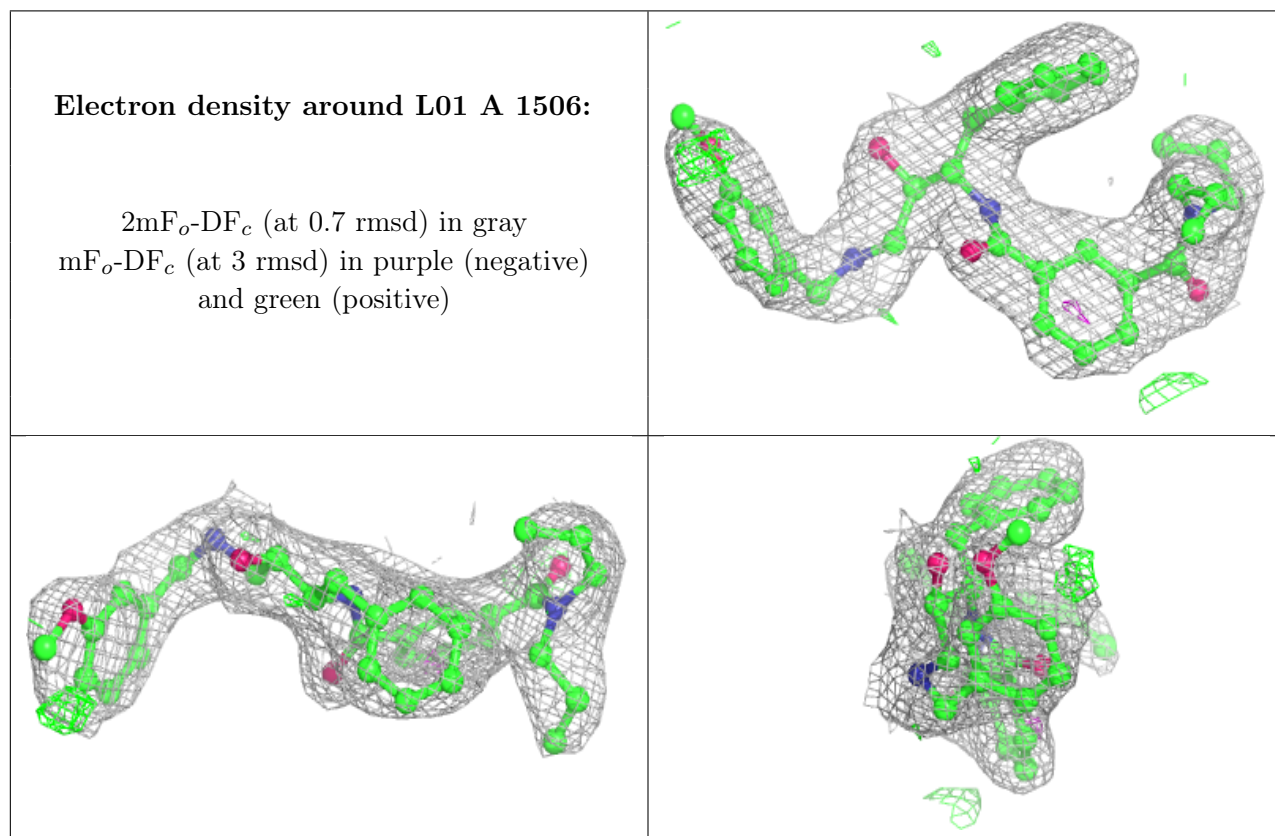 Electron density around L01 A 1506:
2mFo-DFc (at 0.7 rmsd) in gray
mFo-DFc (at 3 rmsd) in purple (negative)
and green (positive)